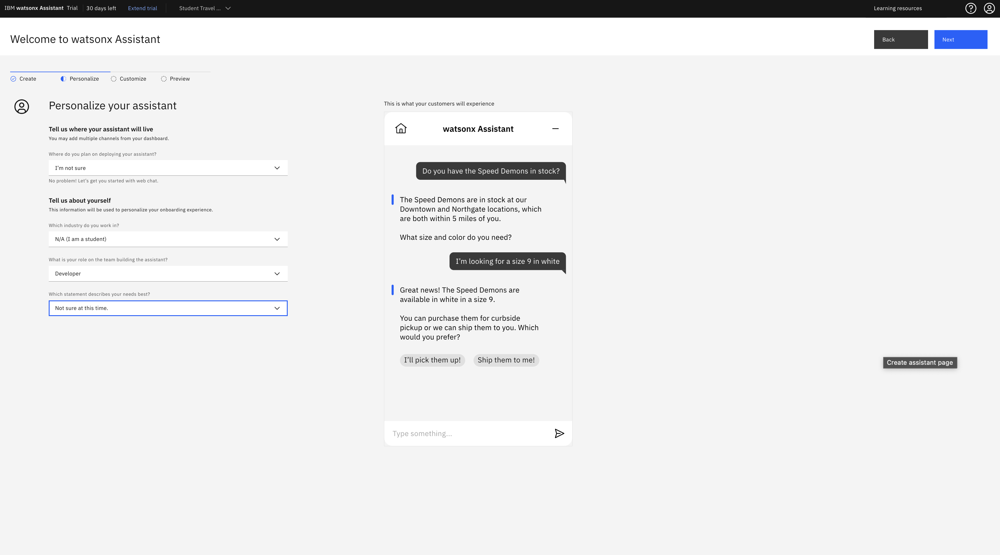 IBM watsonx Assistant Trial 30 days left Extend trial Student Travel ... Learning resources
Welcome to watsonx Assistant
Back Next
Create Personalize Customize Preview
Personalize your assistant
Tell us where your assistant will live
You may add multiple channels from your dashboard.
Where do you plan on deploying your assistant?
I’m not sure
No problem! Let’s get you started with web chat.
Tell us about yourself
This information will be used to personalize your onboarding experience.
Which industry do you work in?
N/A (I am a student)
What is your role on the team building the assistant?
Developer
Which statement describes your needs best?
Not sure at this time.
This is what your customers will experience
watsonx Assistant
Do you have the Speed Demons in stock?
The Speed Demons are in stock at our
Downtown and Northgate locations, which
are both within 5 miles of you.
What size and color do you need?
I’m looking for a size 9 in white
Great news! The Speed Demons are
available in white in a size 9.
You can purchase them for curbside
pickup or we can ship them to you. Which
would you prefer?
I’ll pick them up! Ship them to me!
Type something...
Create assistant page